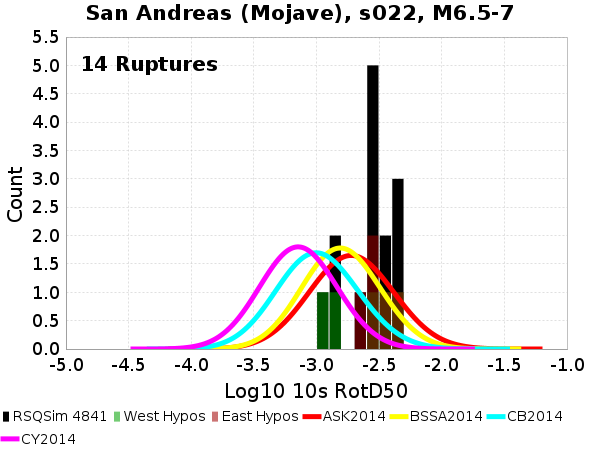 San Andreas (Mojave), s022, M6.5-7
14 Ruptures
5.5
5.0
4.5
4.0
3.5
3.0
2.5
2.0
1.5
1.0
0.5
0.0
Count
-5.0 -4.5 -4.0 -3.5 -3.0 -2.5 -2.0 -1.5 -1.0
Log10 10s RotD50
RSQSim 4841 West Hypos East Hypos ASK2014 BSSA2014 CB2014
CY2014